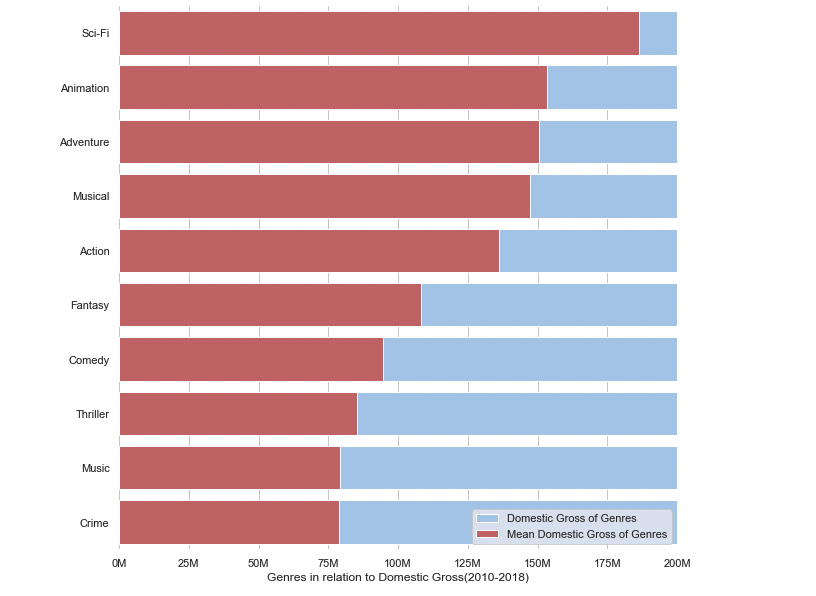 Sci-Fi
Animation
Adventure
Musical
Action
Fantasy
Comedy
Thriller
Music
Crime
Domestic Gross of Genres
Mean Domestic Gross of Genres
0M 25M 50M 75M 100M 125M 150M 175M 200M
Genres in relation to Domestic Gross(2010-2018)